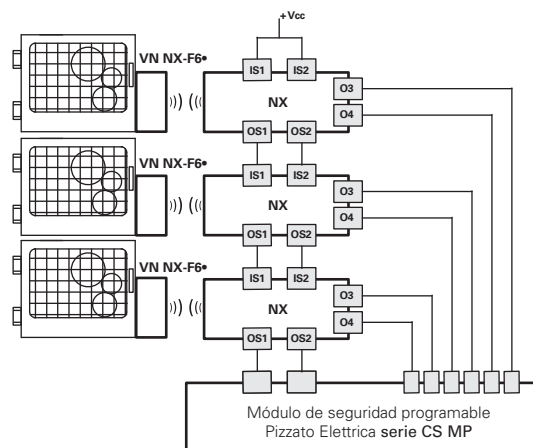 +Vcc
VN NX-F6•
IS1 IS2
O3
NX
O4
OS1 OS2
VN NX-F6•
IS1 IS2
O3
NX
O4
OS1 OS2
VN NX-F6•
IS1 IS2
O3
NX
O4
OS1 OS2
Módulo de seguridad programable
Pizzato Elettrica serie CS MP